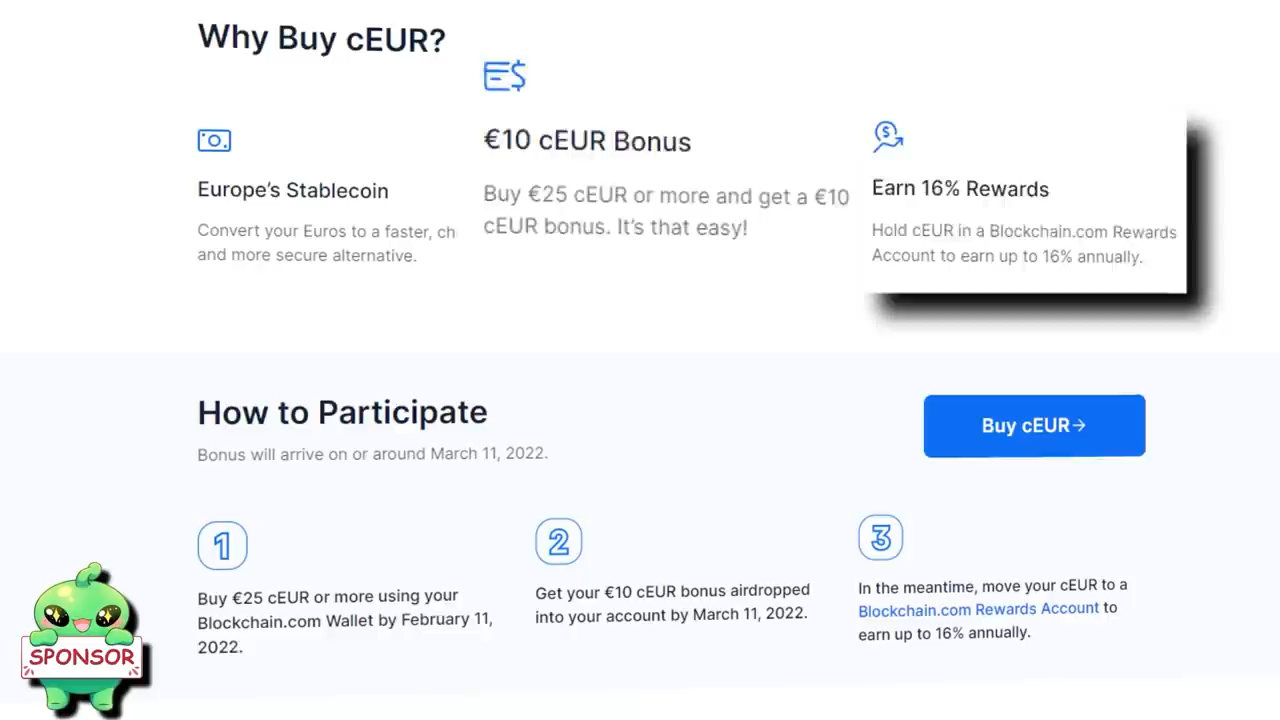 Why Buy cEUR?
Europe's Stablecoin
Convert your Euros to a faster,
and more secure alternative.
€10 cEUR Bonus
Buy €25 cEUR or more and get a €10
cEUR bonus. It's that easy!
Earn 16% Rewards
Hold cEUR in a Blockchain.com Rewards
Account to earn up to 16% annually.
How to Participate
Bonus will arrive on or around March 11, 2022.
Buy cEUR→
1
Buy €25 cEUR or more using your
Blockchain.com Wallet by February 11,
2022.
2
Get your €10 cEUR bonus airdropped
into your account by March 11, 2022.
3
In the meantime, move your cEUR to a
Blockchain.com Rewards Account to
earn up to 16% annually.
SPONSOR